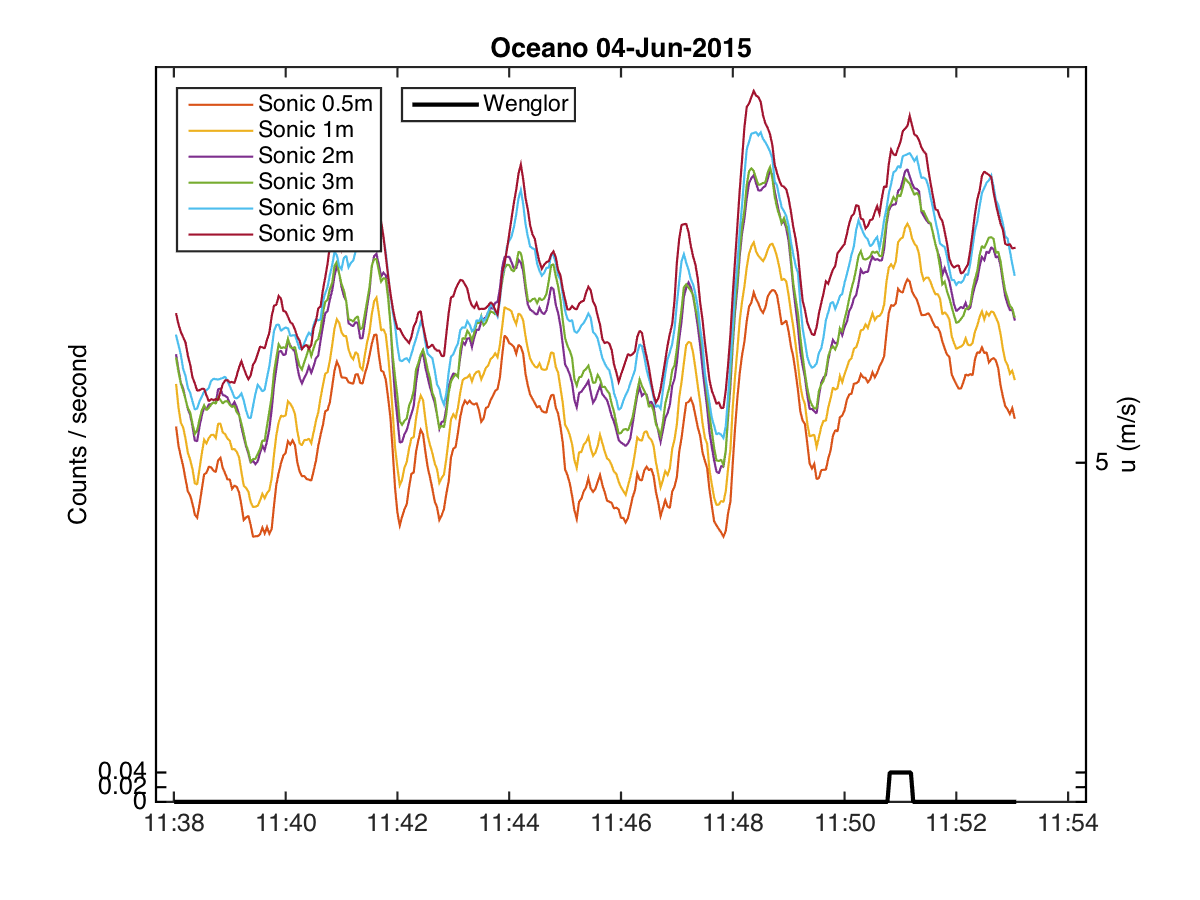 Oceano 04-Jun-2015
Sonic 0.5m
Sonic 1m
Sonic 2m
Sonic 3m
Sonic 6m
Sonic 9m
Wenglor
Counts / second
u (m/s)
5
0.04
0.02
0
11:38 11:40 11:42 11:44 11:46 11:48 11:50 11:52 11:54